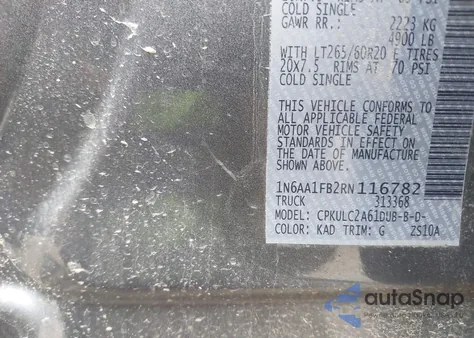 COLD SINGLE
GAWR RR.: 2223 KG
4900 LB
WITH LT265/60R20 E TIRES
20x7.5 RIMS AT 70 PSI
COLD SINGLE
THIS VEHICLE CONFORMS TO
ALL APPLICABLE FEDERAL
MOTOR VEHICLE SAFETY
STANDARDS IN EFFECT ON THE
DATE OF MANUFACTURE
SHOWN ABOVE.
1N6AA1FB2RN116782
TRUCK 313368
MODEL: CPKULC2A61DUB-B-D-
COLOR: KAD TRIM: G ZS10A
autoSnap